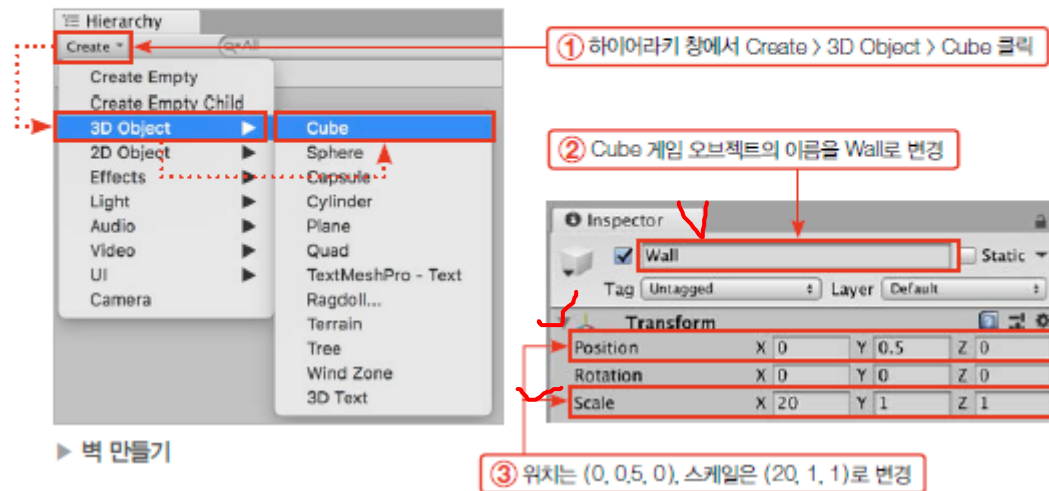 Hierarchy
Create
All
① 하이어라키 창에서 Create > 3D Object > Cube 클릭
Create Empty
Create Empty Child
3D Object
2D Object
Effects
Light
Audio
Video
UI
Camera
Cube
Sphere
Capsule
Cylinder
Plane
Quad
TextMeshPro - Text
Ragdoll...
Terrain
Tree
Wind Zone
3D Text
② Cube 게임 오브젝트의 이름을 Wall로 변경
Inspector
Wall Static
Tag Untagged Layer Default
Transform
Position X 0 Y 0.5 Z 0
Rotation X 0 Y 0 Z 0
Scale X 20 Y 1 Z 1
▶ 벽 만들기
③ 위치는 (0, 0.5, 0), 스케일은 (20, 1, 1)로 변경